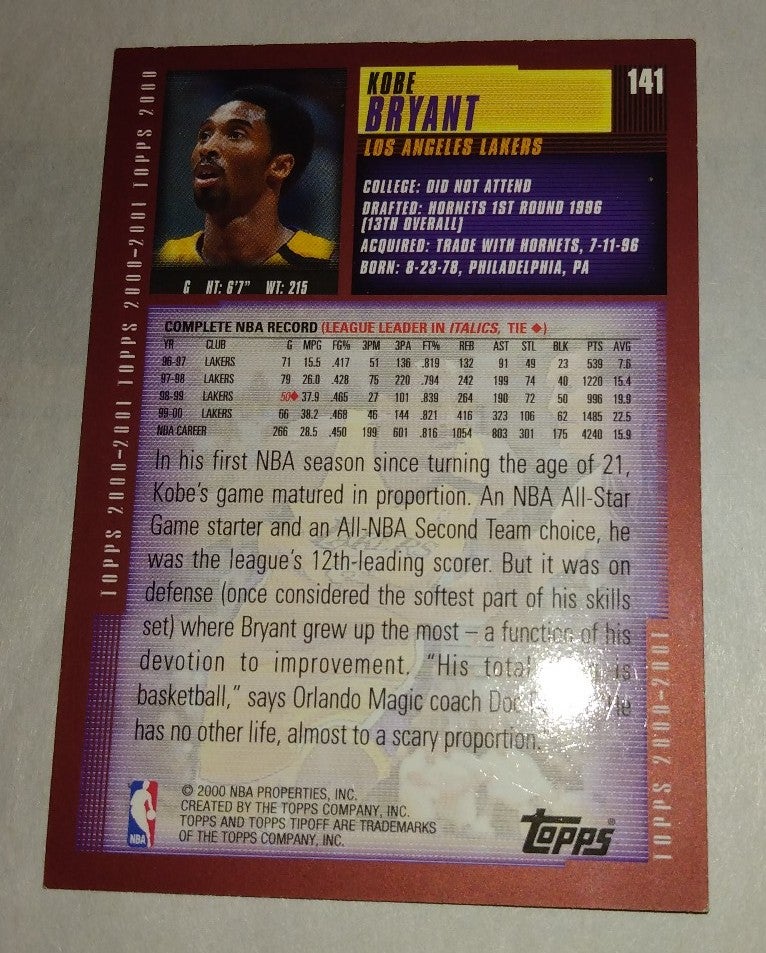 KOBE
BRYANT
141
LOS ANGELES LAKERS
COLLEGE: DID NOT ATTEND
DRAFTED: HORNETS 1ST ROUND 1996
(13TH OVERALL)
ACQUIRED: TRADE WITH HORNETS, 7-11-96
BORN: 8-23-78, PHILADELPHIA, PA
G HT: 6'7" WT: 215
COMPLETE NBA RECORD (LEAGUE LEADER IN ITALICS, TIE ◆)
YR CLUB G MPG FG% 3PM 3PA FT% REB AST STL BLK PTS AVG
96-97 LAKERS 71 15.5 .417 51 136 .819 132 91 49 23 539 7.6
97-98 LAKERS 79 26.0 .428 75 220 .794 242 199 74 40 1220 15.4
98-99 LAKERS 50◆ 37.9 .465 27 101 .839 264 190 72 50 996 19.9
99-00 LAKERS 66 38.2 .468 46 144 .821 416 323 106 62 1485 22.5
NBA CAREER 266 28.5 .450 199 601 .816 1054 803 301 175 4240 15.9
In his first NBA season since turning the age of 21,
Kobe's game matured in proportion. An NBA All-Star
Game starter and an All-NBA Second Team choice, he
was the league's 12th-leading scorer. But it was on
defense (once considered the softest part of his skills
set) where Bryant grew up the most – a function of his
devotion to improvement. "His total is
basketball," says Orlando Magic coach Doc
has no other life, almost to a scary proportion.
© 2000 NBA PROPERTIES, INC.
CREATED BY THE TOPPS COMPANY, INC.
TOPPS AND TOPPS TIPOFF ARE TRADEMARKS
OF THE TOPPS COMPANY, INC.
NBA
topps®
TOPPS 2000-2001 TOPPS 2000-2001 TOPPS 2000
TOPPS 2000-2001